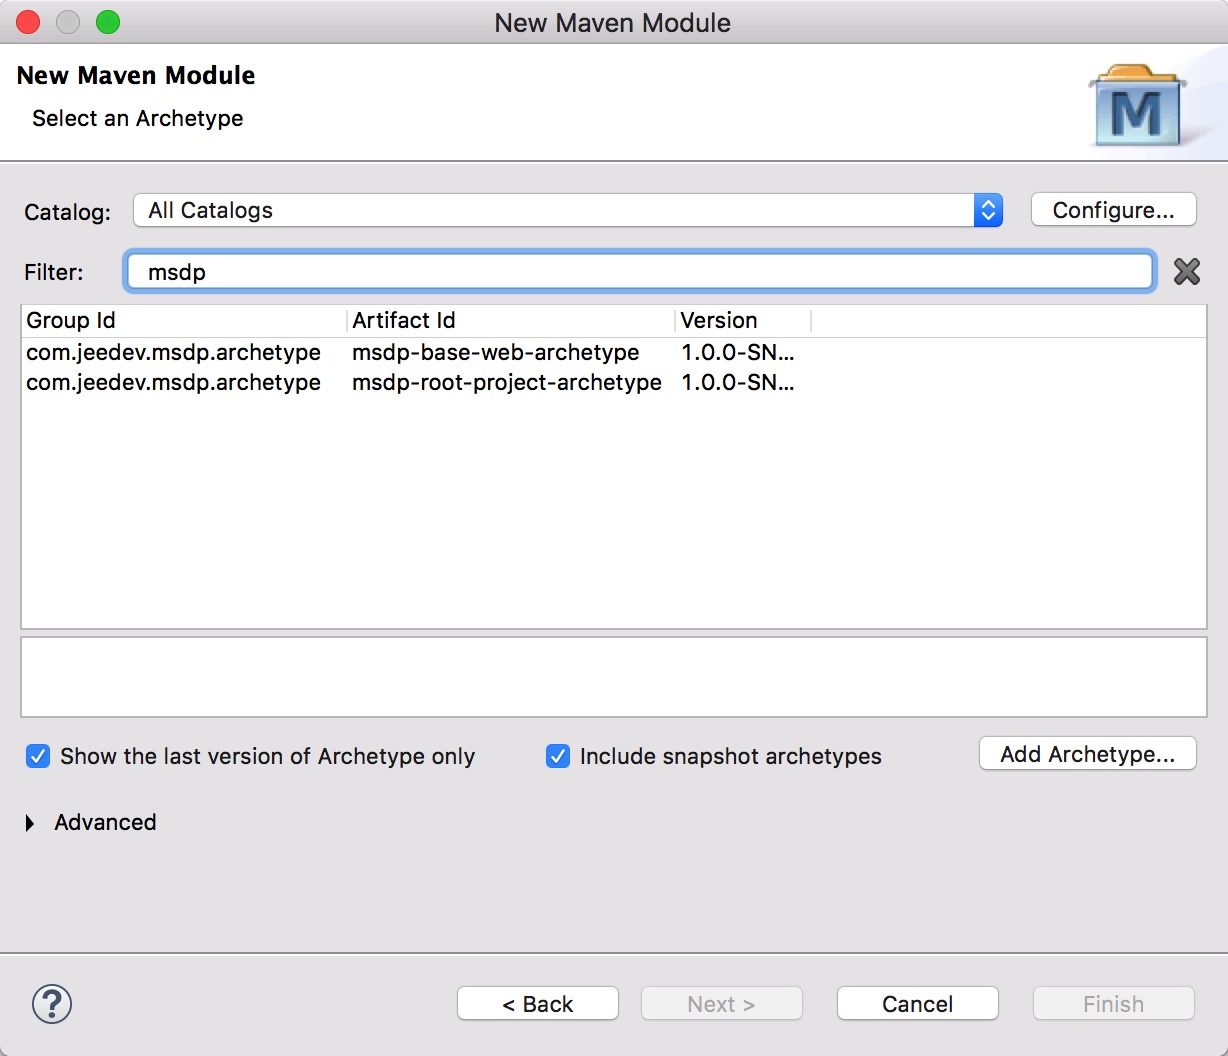 New Maven Module
New Maven Module
Select an Archetype
M
Catalog: All Catalogs Configure...
Filter: msdp
Group Id Artifact Id Version
com.jeedev.msdp.archetype msdp-base-web-archetype 1.0.0-SN...
com.jeedev.msdp.archetype msdp-root-project-archetype 1.0.0-SN...
Show the last version of Archetype only Include snapshot archetypes Add Archetype...
Advanced
? < Back Next > Cancel Finish